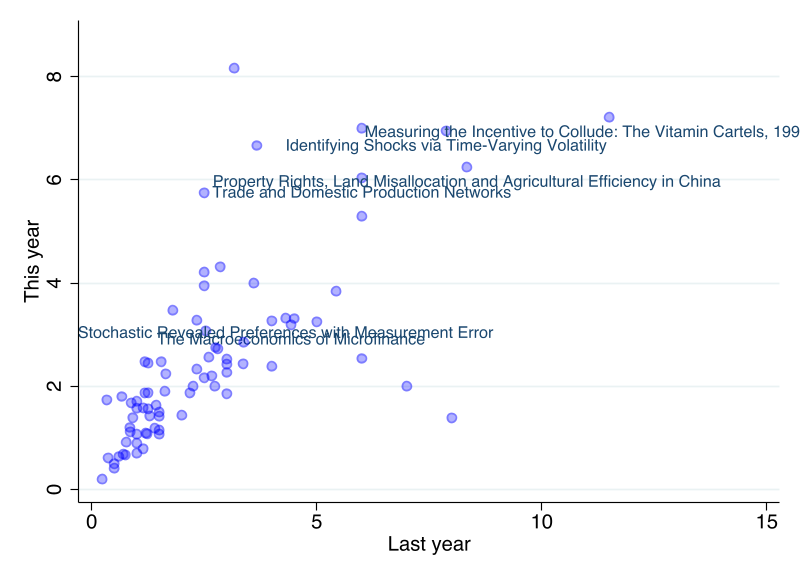 8
Measuring the Incentive to Collude: The Vitamin Cartels, 199
Identifying Shocks via Time-Varying Volatility
6
Property Rights, Land Misallocation and Agricultural Efficiency in China
Trade and Domestic Production Networks
This year
4
Stochastic Revealed Preferences with Measurement Error
The Macroeconomics of Microfinance
2
0
0 5 10 15
Last year